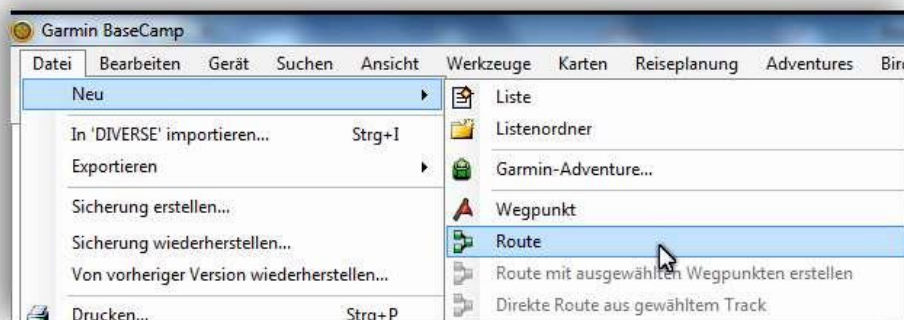 Garmin BaseCamp
Datei Bearbeiten Gerät Suchen Ansicht Werkzeuge Karten Reiseplanung Adventures
Neu
In 'DIVERSE' importieren... Strg+I
Exportieren
Sicherung erstellen...
Sicherung wiederherstellen...
Von vorheriger Version wiederherstellen...
Drucken... Strg+P
Liste
Listenordner
Garmin-Adventure...
Wegpunkt
Route
Route mit ausgewählten Wegpunkten erstellen
Direkte Route aus gewähltem Track